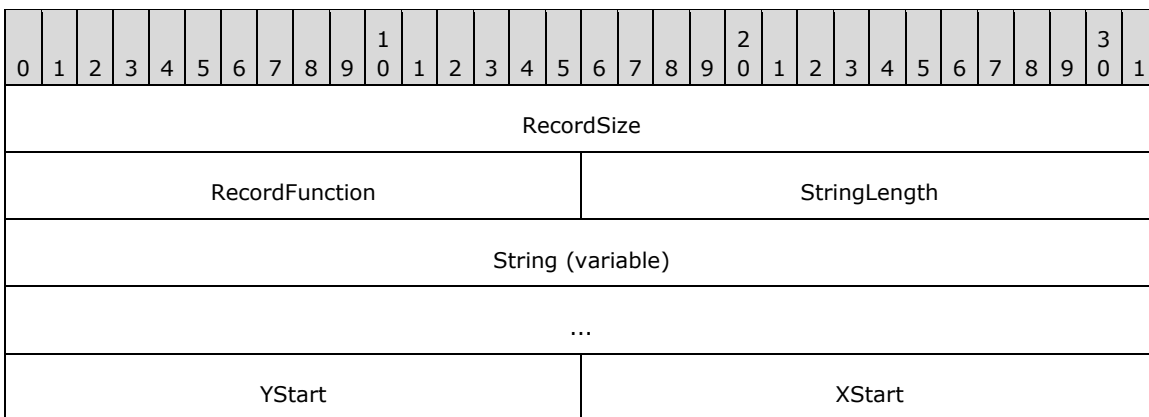 1 2 3
0 1 2 3 4 5 6 7 8 9 0 1 2 3 4 5 6 7 8 9 0 1 2 3 4 5 6 7 8 9 0 1
RecordSize
RecordFunction StringLength
String (variable)
...
YStart XStart